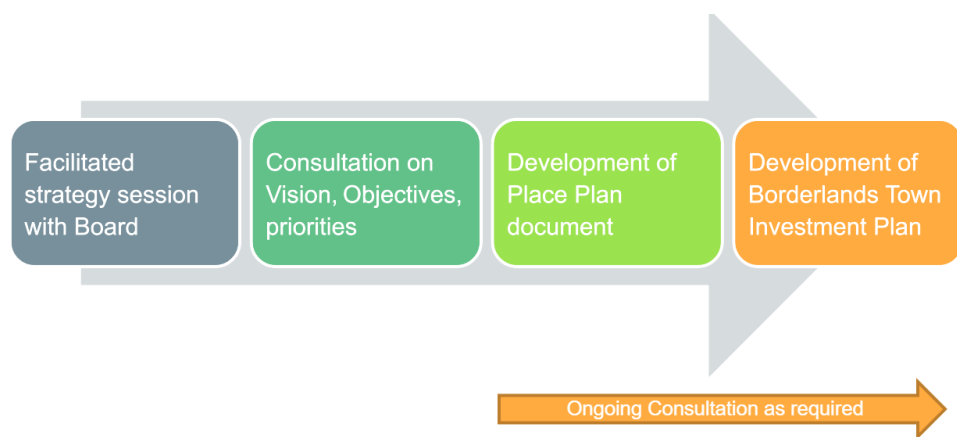 Facilitated
strategy session
with Board
Consultation on
Vision, Objectives,
priorities
Development of
Place Plan
document
Development of
Borderlands Town
Investment Plan
Ongoing Consultation as required